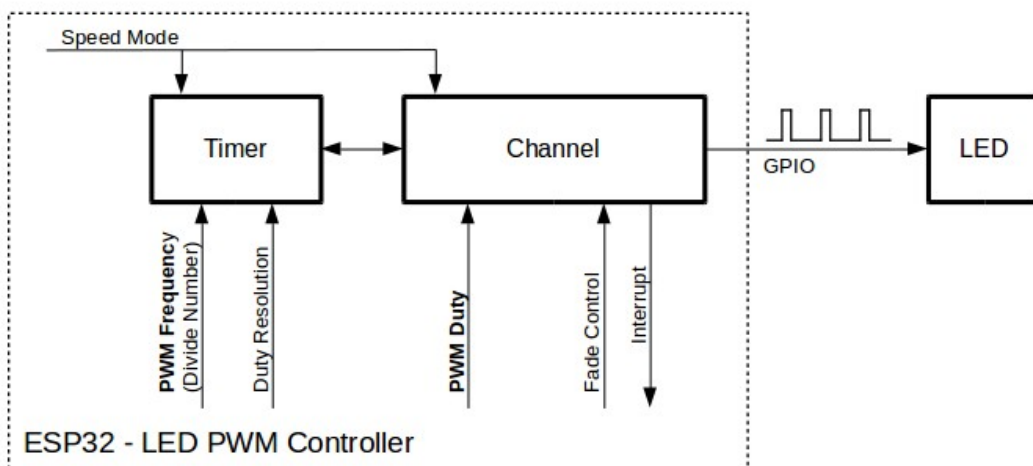 Speed Mode
Timer
Channel
GPIO
LED
PWM Frequency
(Divide Number)
Duty Resolution
PWM Duty
Fade Control
Interrupt
ESP32 - LED PWM Controller